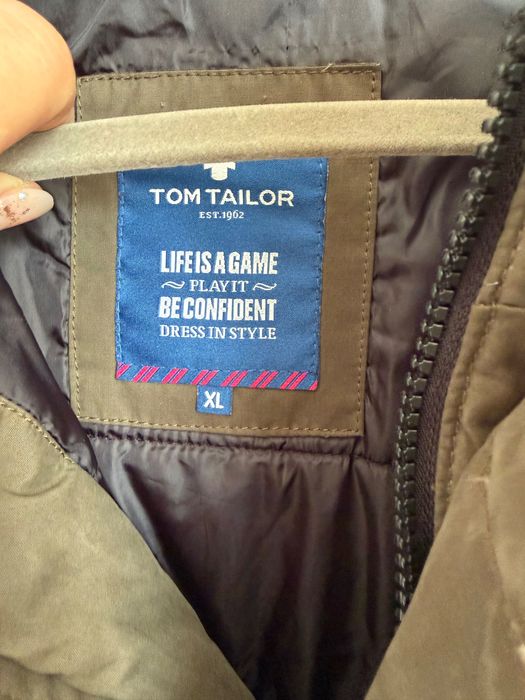 TOM TAILOR
EST.1962
LIFE IS A GAME
~ PLAY IT ~
BE CONFIDENT
DRESS IN STYLE
XL